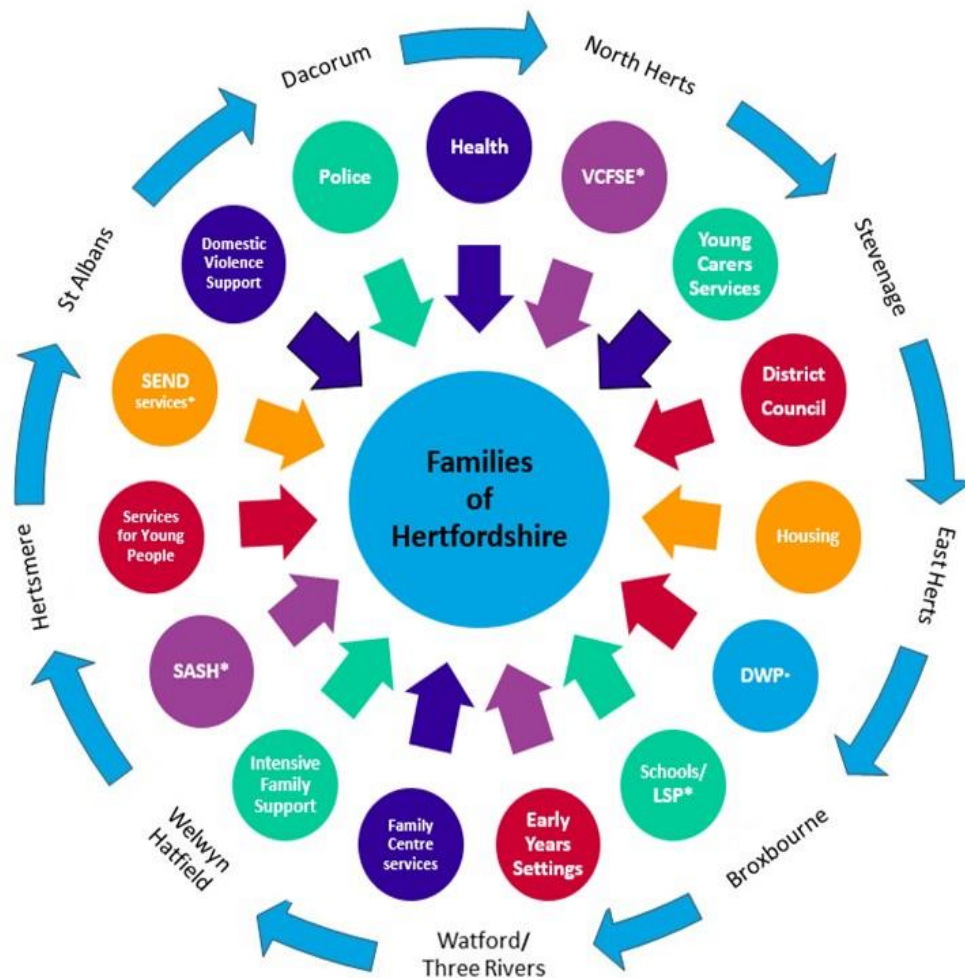 Dacorum
North Herts
Stevenage
East Herts
Broxbourne
Watford/
Three Rivers
Welwyn
Hatfield
Hertsmere
St Albans
Health
VCFSE*
Young
Carers
Services
District
Council
Housing
DWP*
Schools/
LSP*
Early
Years
Settings
Family
Centre
services
Intensive
Family
Support
SASH*
Services
for Young
People
SEND
services*
Domestic
Violence
Support
Police
Families
of
Hertfordshire